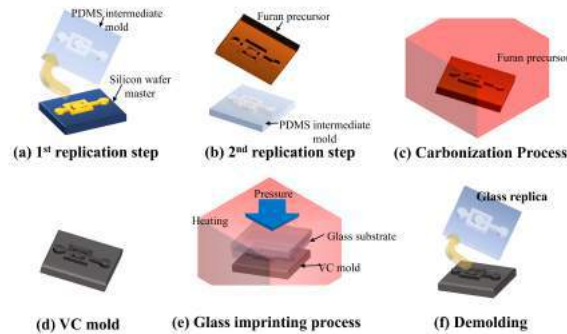 PDMS intermediate
mold
Silicon wafer
master
(a) 1st replication step
Furan precursor
PDMS intermediate
mold
(b) 2nd replication step
Furan precursor
(c) Carbonization Process
(d) VC mold
Pressure
Heating
Glass substrate
VC mold
(e) Glass imprinting process
Glass replica
(f) Demolding